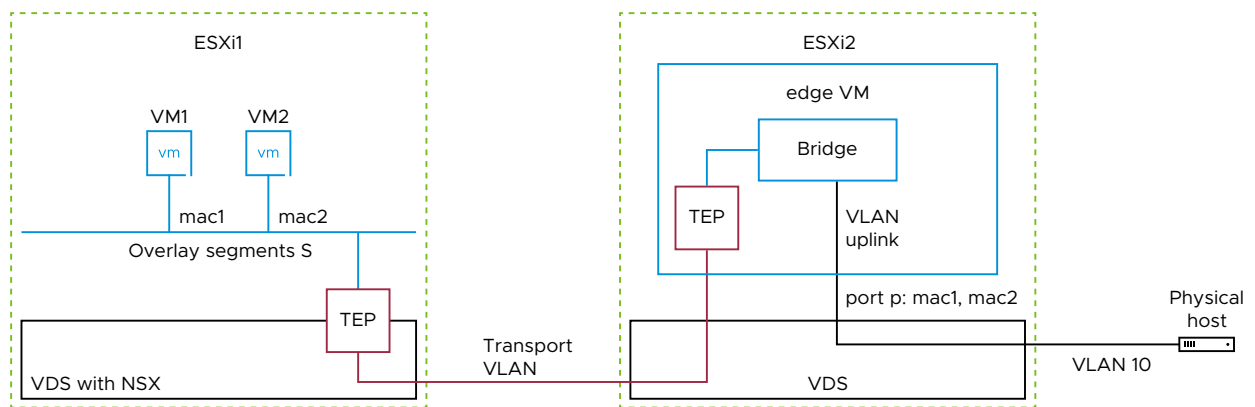 ESXi1
VM1
VM2
vm
vm
mac1
mac2
Overlay segments S
TEP
VDS with NSX
Transport
VLAN
ESXi2
edge VM
Bridge
TEP
VLAN
uplink
port p: mac1, mac2
VDS
VLAN 10
Physical
host